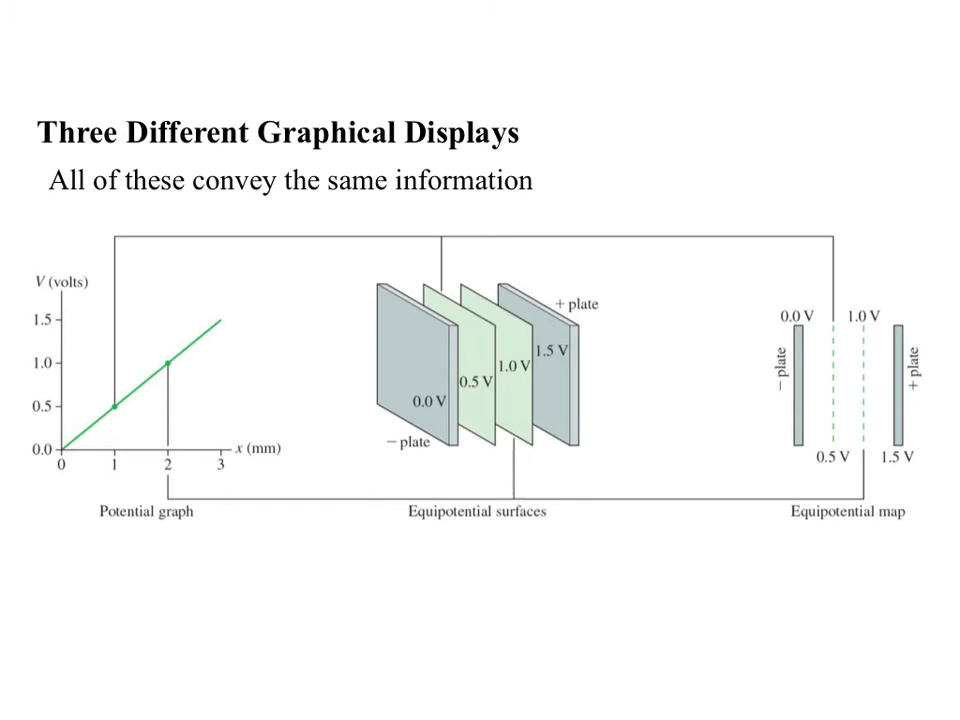 Three Different Graphical Displays
All of these convey the same information
V (volts)
1.5
1.0
0.5
0.0
0
1
2
3
x (mm)
Potential graph
+ plate
1.5 V
1.0 V
0.5 V
0.0 V
− plate
Equipotential surfaces
0.0 V
1.0 V
− plate
+ plate
0.5 V
1.5 V
Equipotential map